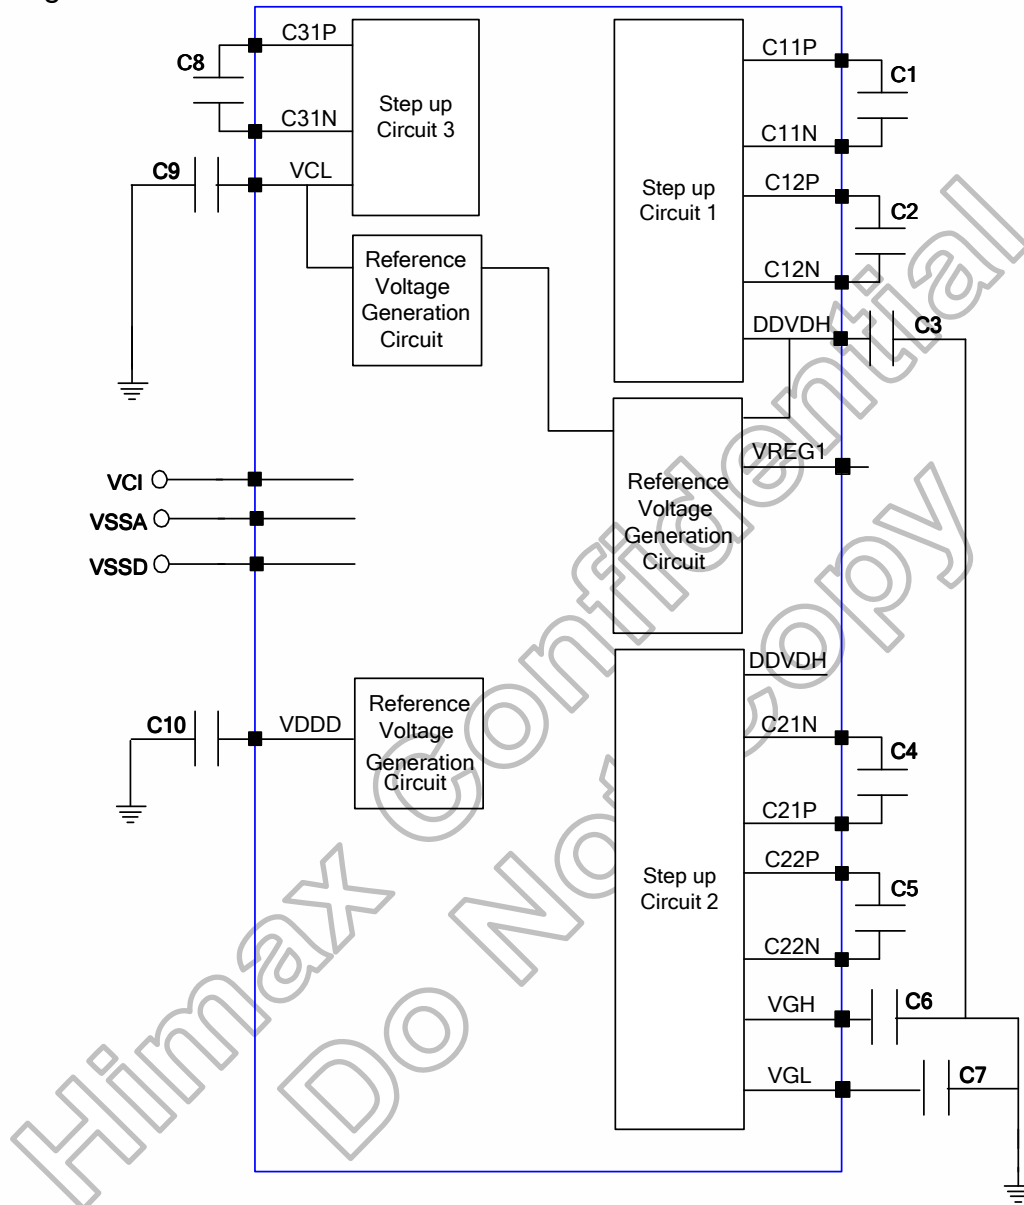 C31P
C8
C31N
C9
VCL
Step up
Circuit 3
Reference
Voltage
Generation
Circuit
C11P
C1
C11N
C12P
C2
C12N
Step up
Circuit 1
DDVDH
C3
VREG1
Reference
Voltage
Generation
Circuit
VCI
VSSA
VSSD
C10
VDDD
Reference
Voltage
Generation
Circuit
DDVDH
C21N
C4
C21P
C22P
C5
C22N
Step up
Circuit 2
VGH
C6
VGL
C7
Himax Confidential
Do Not Copy